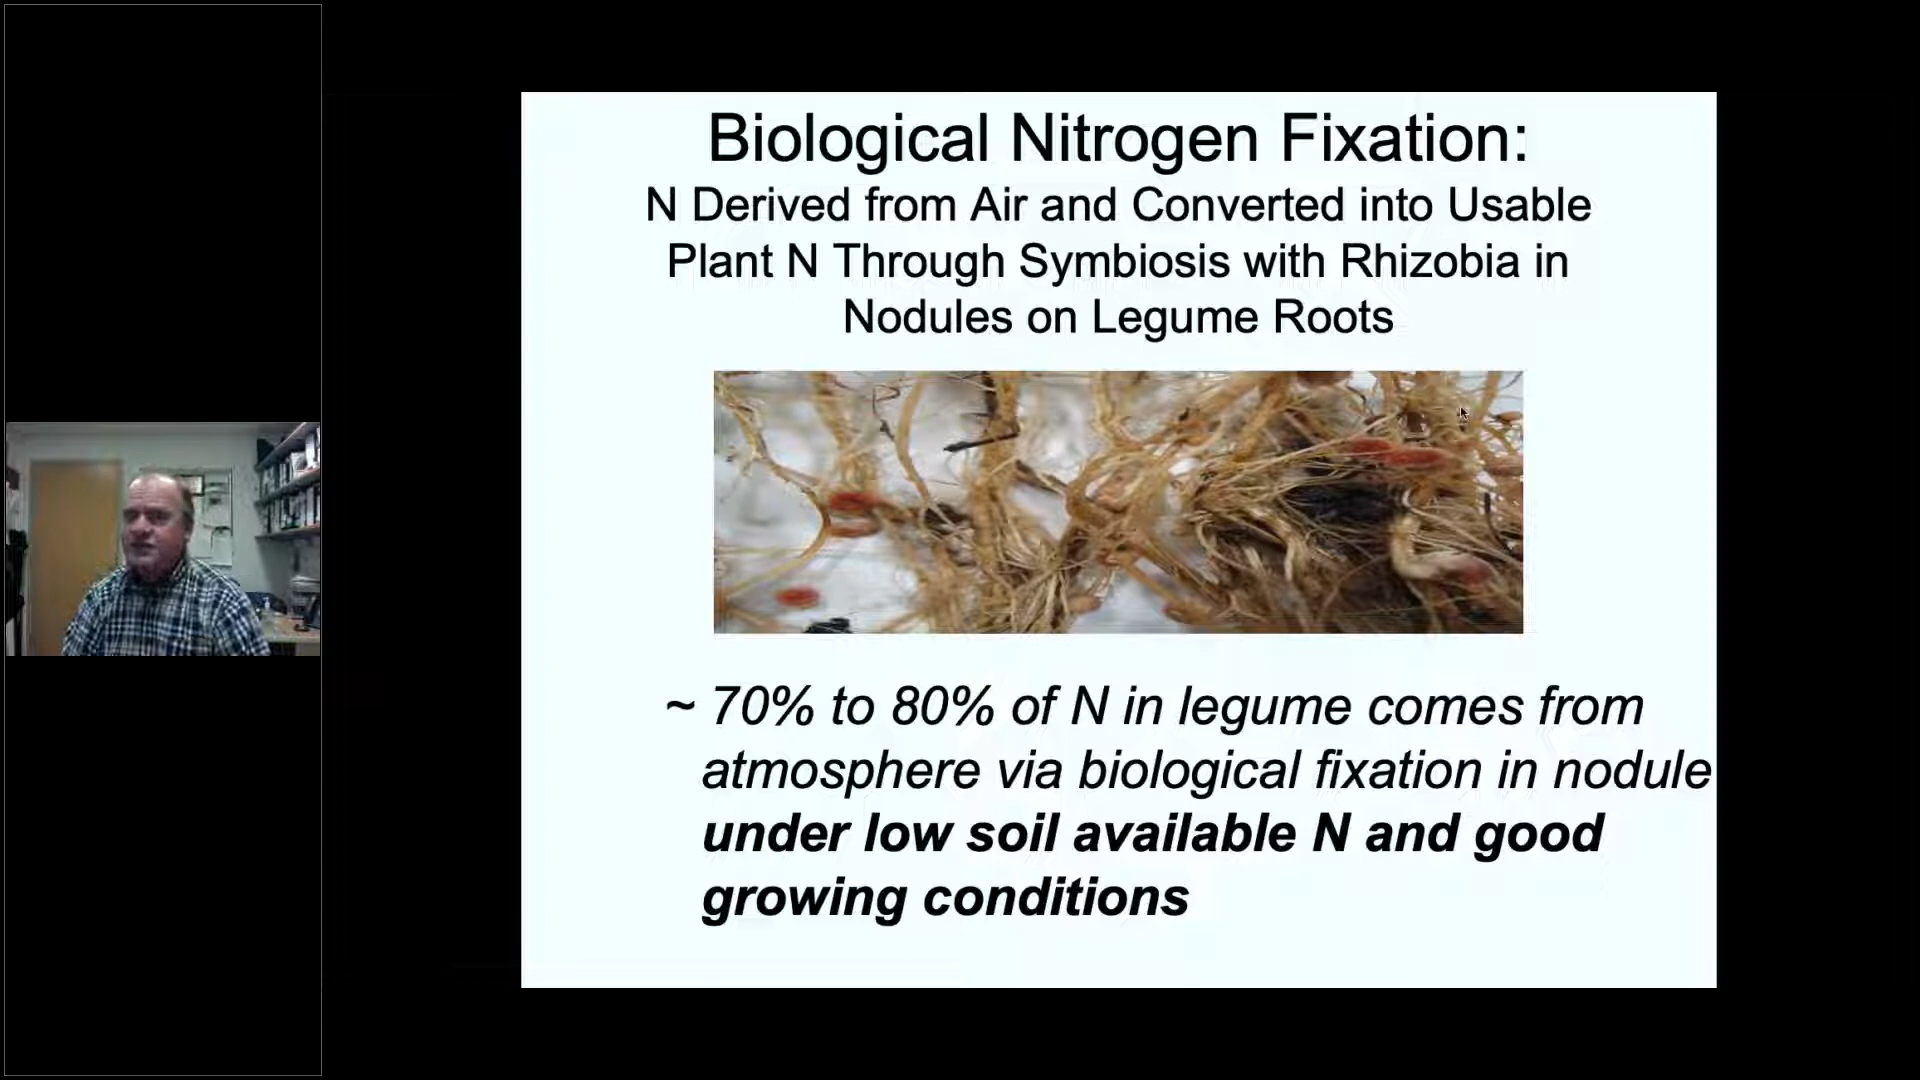 Biological Nitrogen Fixation:
N Derived from Air and Converted into Usable
Plant N Through Symbiosis with Rhizobia in
Nodules on Legume Roots
~ 70% to 80% of N in legume comes from
atmosphere via biological fixation in nodule
under low soil available N and good
growing conditions